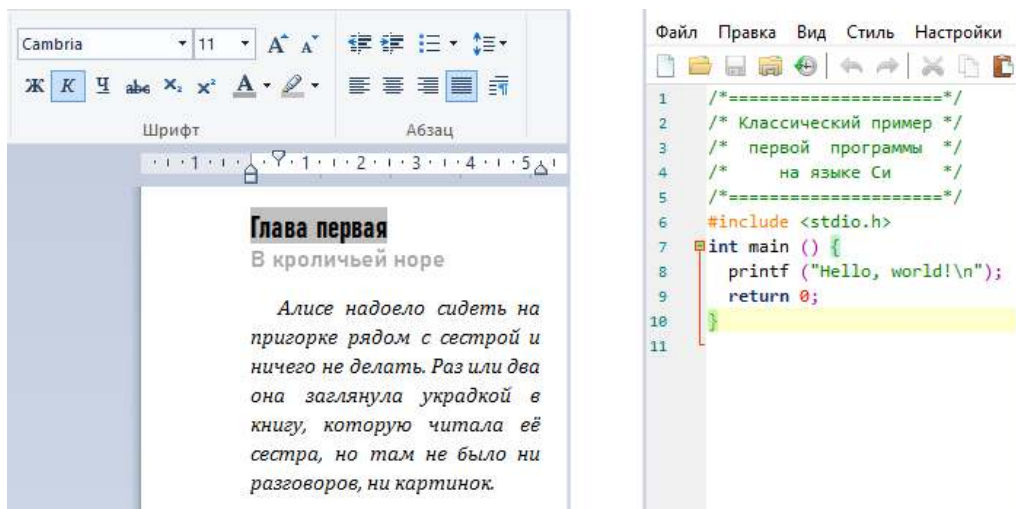 Cambria 11 A A
Ж К Ч abc X₂ X² A
Шрифт Абзац
1 1 2 3 4 5
Глава первая
В кроличьей норе
Алисе надоело сидеть на
пригорке рядом с сестрой и
ничего не делать. Раз или два
она заглянула украдкой в
книгу, которую читала её
сестра, но там не было ни
разговоров, ни картинок.
Файл Правка Вид Стиль Настройки
1 /*======================*/
2 /* Классический пример */
3 /* первой программы */
4 /* на языке Си */
5 /*======================*/
6 #include <stdio.h>
7 int main () {
8 printf ("Hello, world!\n");
9 return 0;
10 }
11